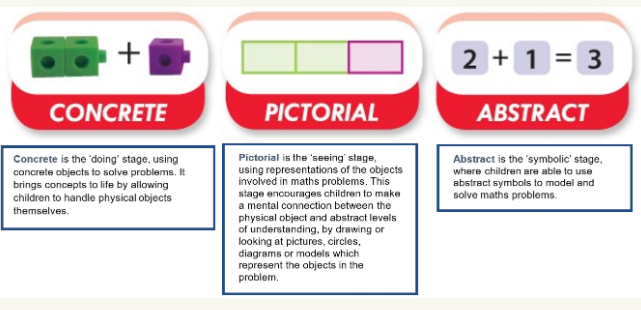 +
2 + 1 = 3
CONCRETE
PICTORIAL
ABSTRACT
Concrete is the 'doing' stage, using
concrete objects to solve problems. It
brings concepts to life by allowing
children to handle physical objects
themselves.
Pictorial is the 'seeing' stage,
using representations of the objects
involved in maths problems. This
stage encourages children to make
a mental connection between the
physical object and abstract levels
of understanding, by drawing or
looking at pictures, circles,
diagrams or models which
represent the objects in the
problem.
Abstract is the 'symbolic' stage,
where children are able to use
abstract symbols to model and
solve maths problems.